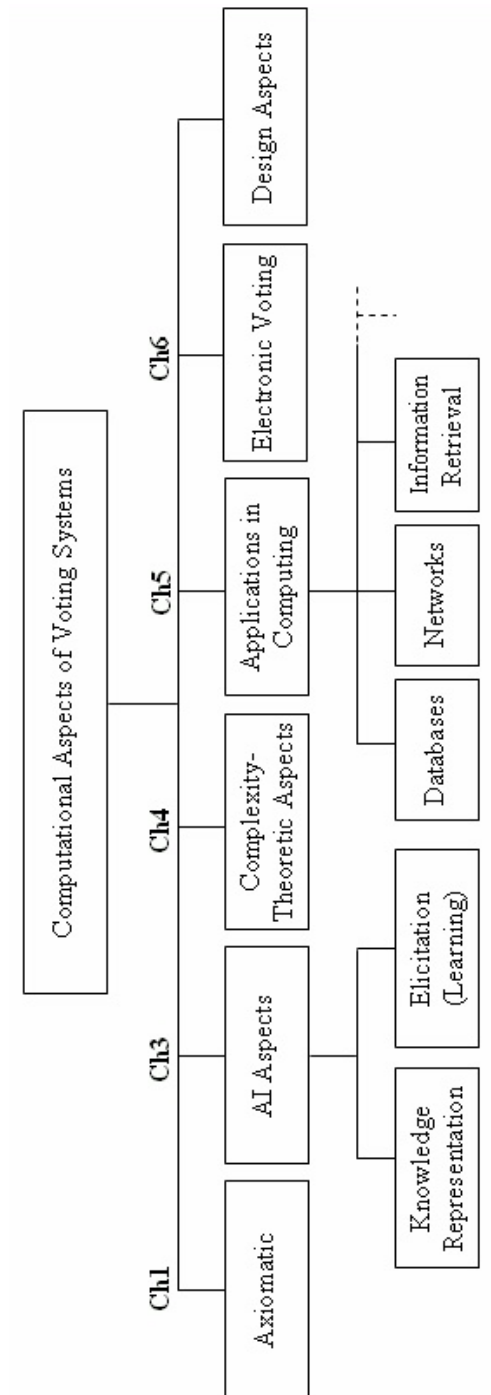 Computational Aspects of Voting Systems
Ch1
Ch3
Ch4
Ch5
Ch6
Axiomatic
AI Aspects
Complexity-
Theoretic Aspects
Applications in
Computing
Electronic Voting
Design Aspects
Knowledge
Representation
Elicitation
(Learning)
Databases
Networks
Information
Retrieval